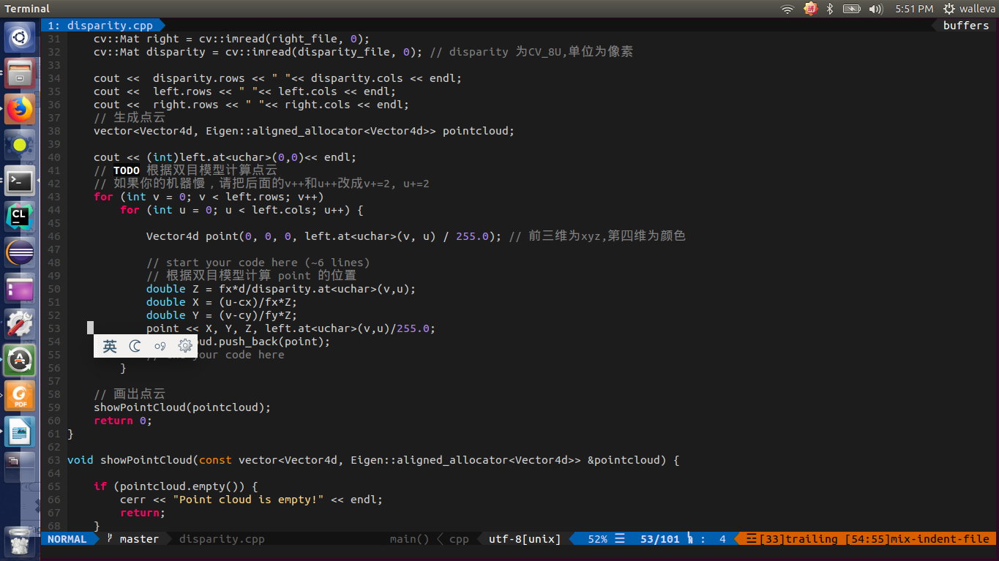 Terminal
5:51 PM walleva
1: disparity.cpp buffers
31 cv::Mat right = cv::imread(right_file, 0);
32 cv::Mat disparity = cv::imread(disparity_file, 0); // disparity 为CV_8U,单位为像素
33
34 cout <<  disparity.rows << " "<< disparity.cols << endl;
35 cout <<  left.rows << " "<< left.cols << endl;
36 cout <<  right.rows << " "<< right.cols << endl;
37 // 生成点云
38 vector<Vector4d, Eigen::aligned_allocator<Vector4d>> pointcloud;
39
40 cout << (int)left.at<uchar>(0,0)<< endl;
41 // TODO 根据双目模型计算点云
42 // 如果你的机器慢，请把后面的v++和u++改成v+=2, u+=2
43 for (int v = 0; v < left.rows; v++)
44 for (int u = 0; u < left.cols; u++) {
45
46 Vector4d point(0, 0, 0, left.at<uchar>(v, u) / 255.0); // 前三维为xyz,第四维为颜色
47
48 // start your code here (~6 lines)
49 // 根据双目模型计算 point 的位置
50 double Z = fx*d/disparity.at<uchar>(v,u);
51 double X = (u-cx)/fx*Z;
52 double Y = (v-cy)/fy*Z;
53 point << X, Y, Z, left.at<uchar>(v,u)/255.0;
54 oud.push_back(point);
英
55 your code here
56 }
57
58 // 画出点云
59 showPointCloud(pointcloud);
60 return 0;
61 }
62
63 void showPointCloud(const vector<Vector4d, Eigen::aligned_allocator<Vector4d>> &pointcloud) {
64
65 if (pointcloud.empty()) {
66 cerr << "Point cloud is empty!" << endl;
67 return;
68 }
NORMAL master disparity.cpp main() cpp utf-8[unix] 52% ☰ 53/101 : 4 ☲[33]trailing [54:55]mix-indent-file
CL
PDF